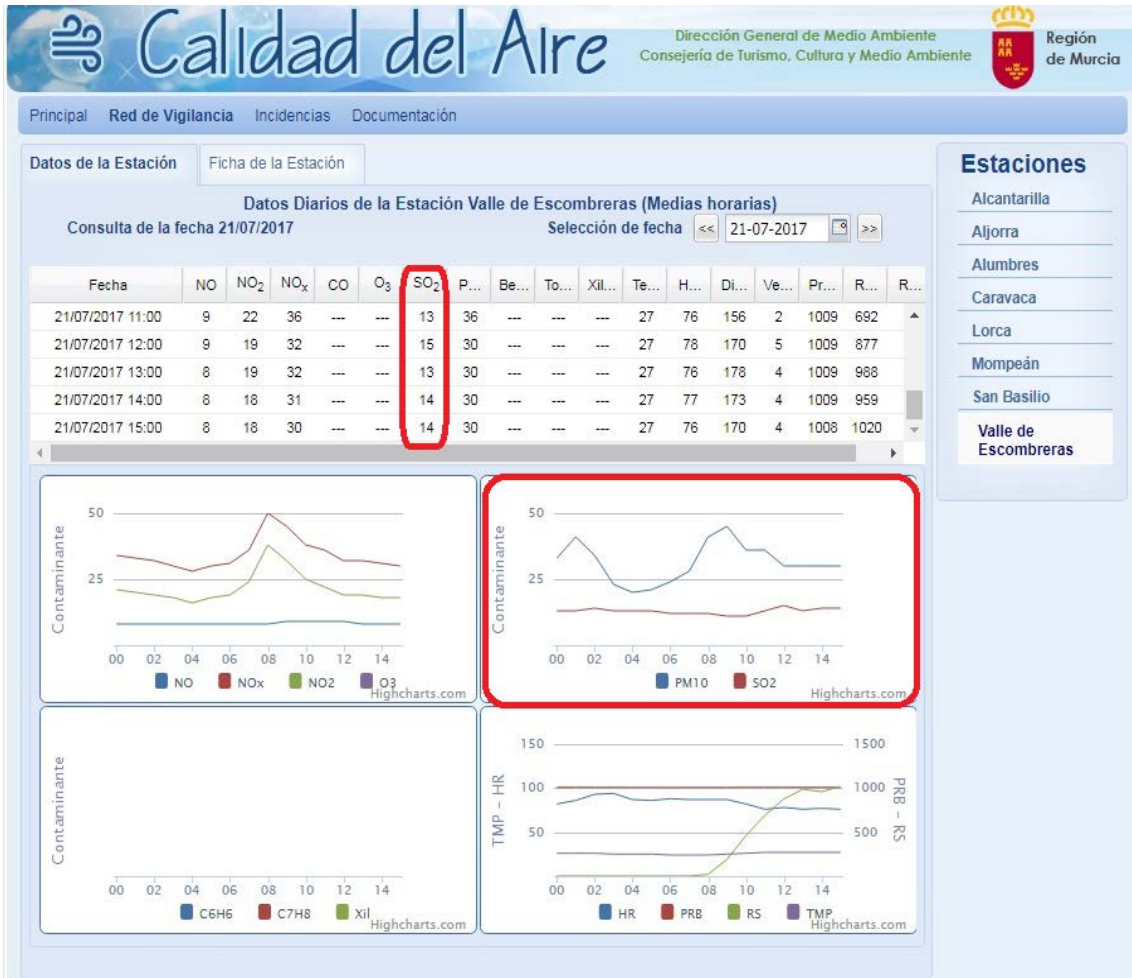 Calidad del Aire
Dirección General de Medio Ambiente
Consejería de Turismo, Cultura y Medio Ambiente
Región
de Murcia
Principal Red de Vigilancia Incidencias Documentación
Datos de la Estación Ficha de la Estación
Datos Diarios de la Estación Valle de Escombreras (Medias horarias)
Consulta de la fecha 21/07/2017 Selección de fecha << 21-07-2017 >>
Fecha NO NO2 NOx CO O3 SO2 P... Be... To... Xil... Te... H... Di... Ve... Pr... R... R...
21/07/2017 11:00 9 22 36 --- --- 13 36 --- --- --- 27 76 156 2 1009 692
21/07/2017 12:00 9 19 32 --- --- 15 30 --- --- --- 27 78 170 5 1009 877
21/07/2017 13:00 8 19 32 --- --- 13 30 --- --- --- 27 76 178 4 1009 988
21/07/2017 14:00 8 18 31 --- --- 14 30 --- --- --- 27 77 173 4 1009 959
21/07/2017 15:00 8 18 30 --- --- 14 30 --- --- --- 27 76 170 4 1008 1020
Estaciones
Alcantarilla
Aljorra
Alumbres
Caravaca
Lorca
Mompeán
San Basilio
Valle de
Escombreras
Contaminante
50
25
00 02 04 06 08 10 12 14
NO NOx NO2 O3
Highcharts.com
Contaminante
50
25
00 02 04 06 08 10 12 14
PM10 SO2
Highcharts.com
Contaminante
00 02 04 06 08 10 12 14
C6H6 C7H8 Xil
Highcharts.com
TMP - HR
150
100
50
1500
1000
500
PRB - RS
00 02 04 06 08 10 12 14
HR PRB RS TMP
Highcharts.com